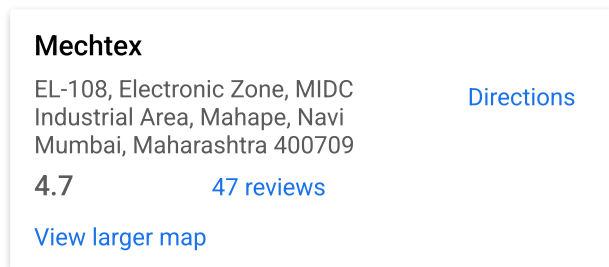 Mechtex
EL-108, Electronic Zone, MIDC
Industrial Area, Mahape, Navi
Mumbai, Maharashtra 400709
Directions
4.7 47 reviews
View larger map